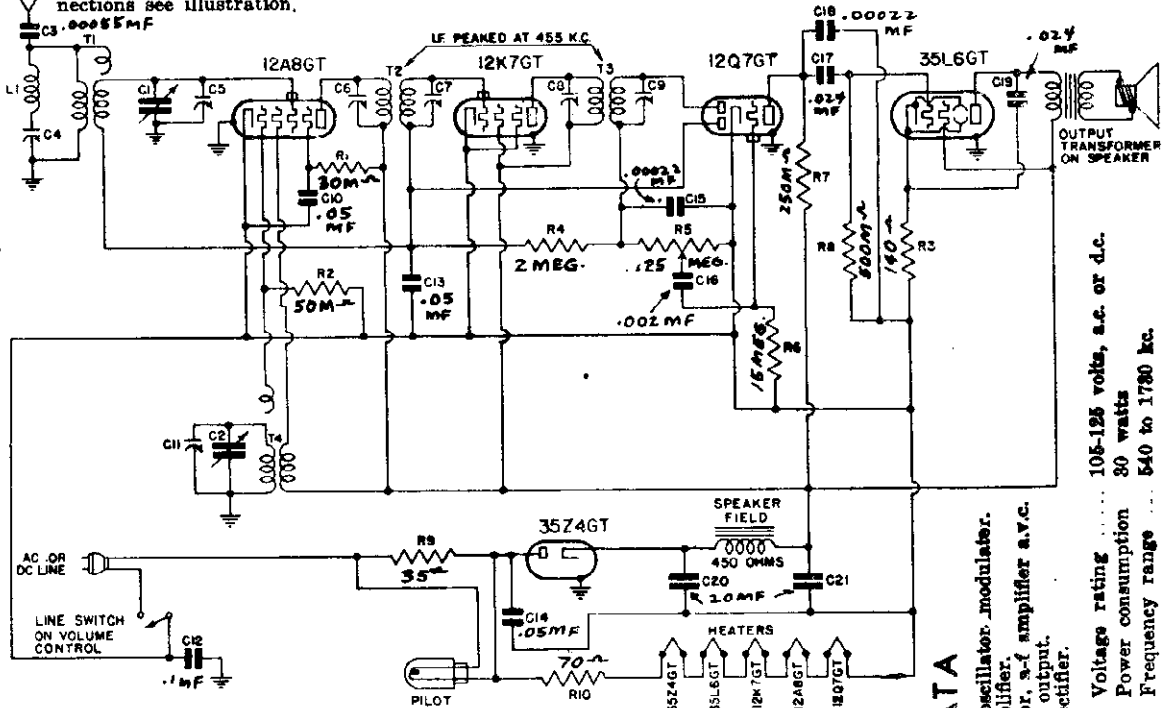 nections see illustration.
C3 .00055MF
T1
L1
C4
C1
C5
12A8GT
I.F. PEAKED AT 455 K.C.
C6
T2
C7
12K7GT
C8
T3
C9
12Q7GT
C18 .00022 MF
C17
.024 MF
35L6GT
C19
.024 MF
OUTPUT
TRANSFORMER
ON SPEAKER
R1
30M Ω
C10
.05
MF
R2
50M Ω
C13
.05
MF
R4
2 MEG.
.00022
MF
C15
R5
.25 MEG.
C16
.002 MF
R6
15 MEG.
R7
250M Ω
R8
500M Ω
R3
140 Ω
C11
C2
T4
AC OR
DC LINE
LINE SWITCH
ON VOLUME
CONTROL
C12
.1MF
R9
35 Ω
35Z4GT
SPEAKER
FIELD
450 OHMS
C20
C21
20MF
C14
.05MF
PILOT
70 Ω
R10
HEATERS
35Z4GT
35L6GT
12K7GT
12A8GT
12Q7GT
ATA
oscillator modulator.
lifier.
or, a-f amplifier a.v.c.
output.
ctifier.
Voltage rating ..... 105-125 volts, a.c. or d.c.
Power consumption 30 watts
Frequency range ... 540 to 1730 kc.